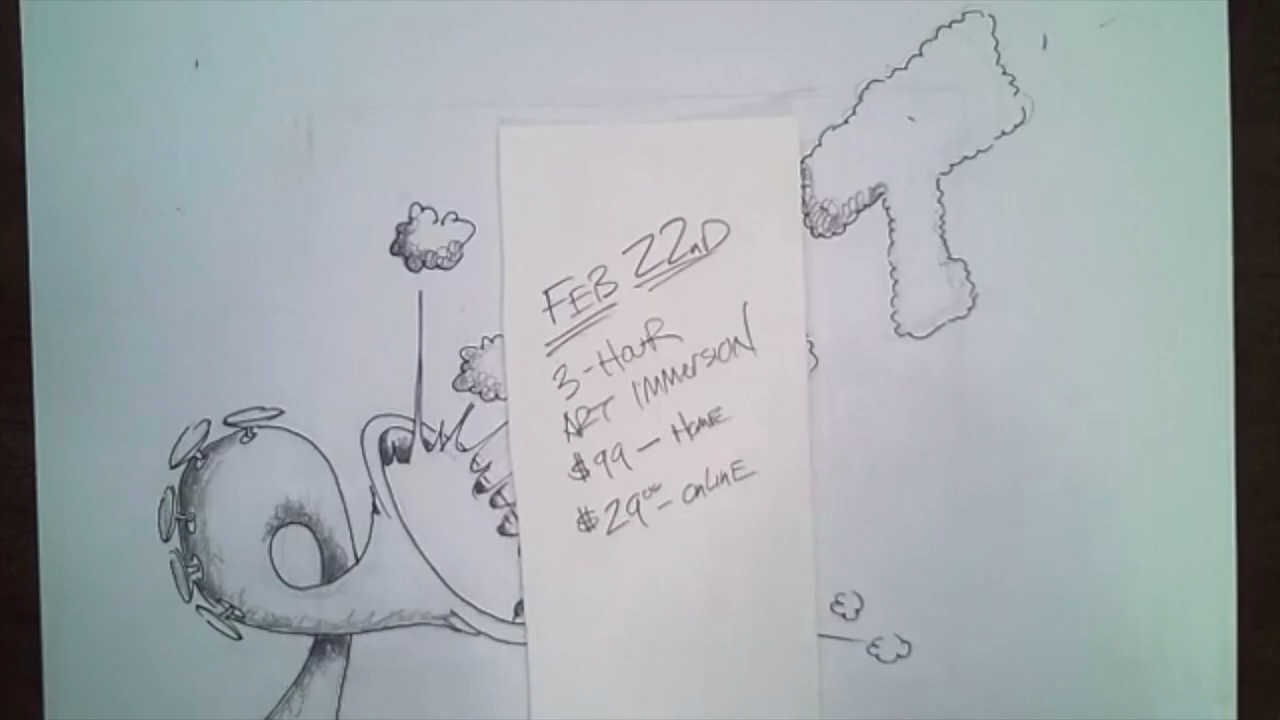 FEB 22nD
3-HouR
ART ImmersioN
$99 - HomE
$29.00 - onLinE